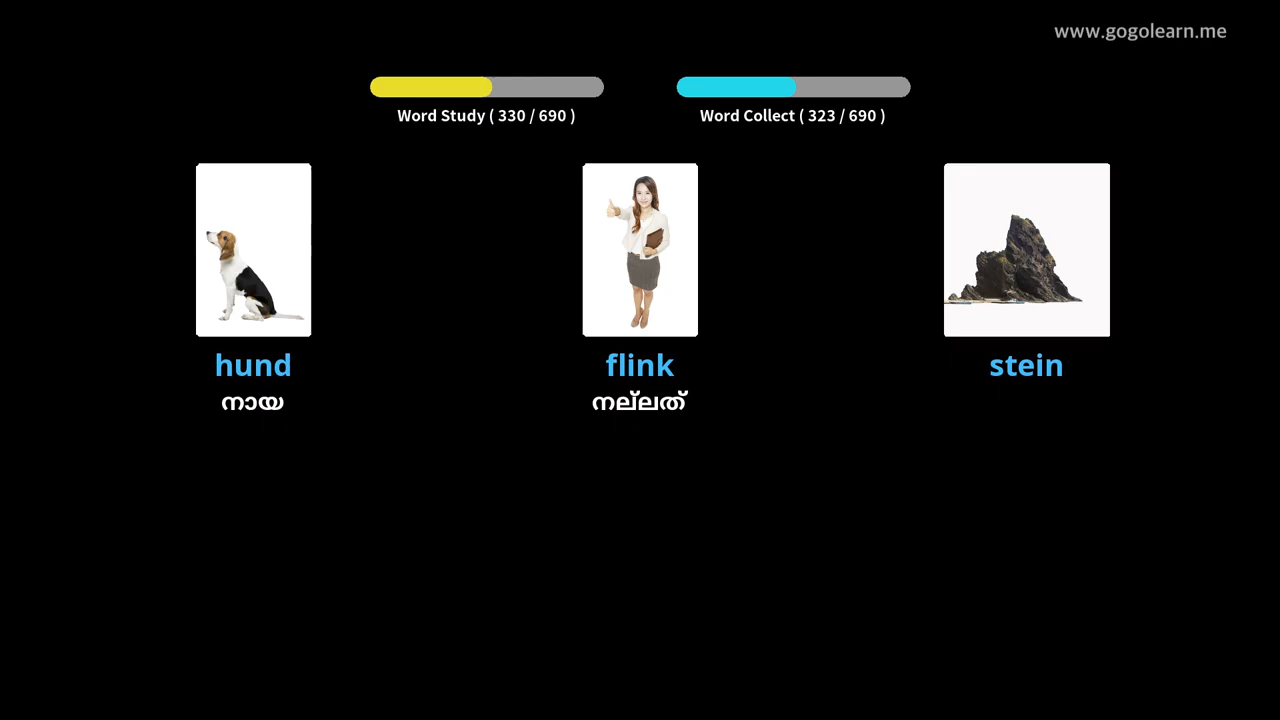 www.gogolearn.me
Word Study ( 330 / 690 )
Word Collect ( 323 / 690 )
hund
flink
stein
നായ
നല്ലത്